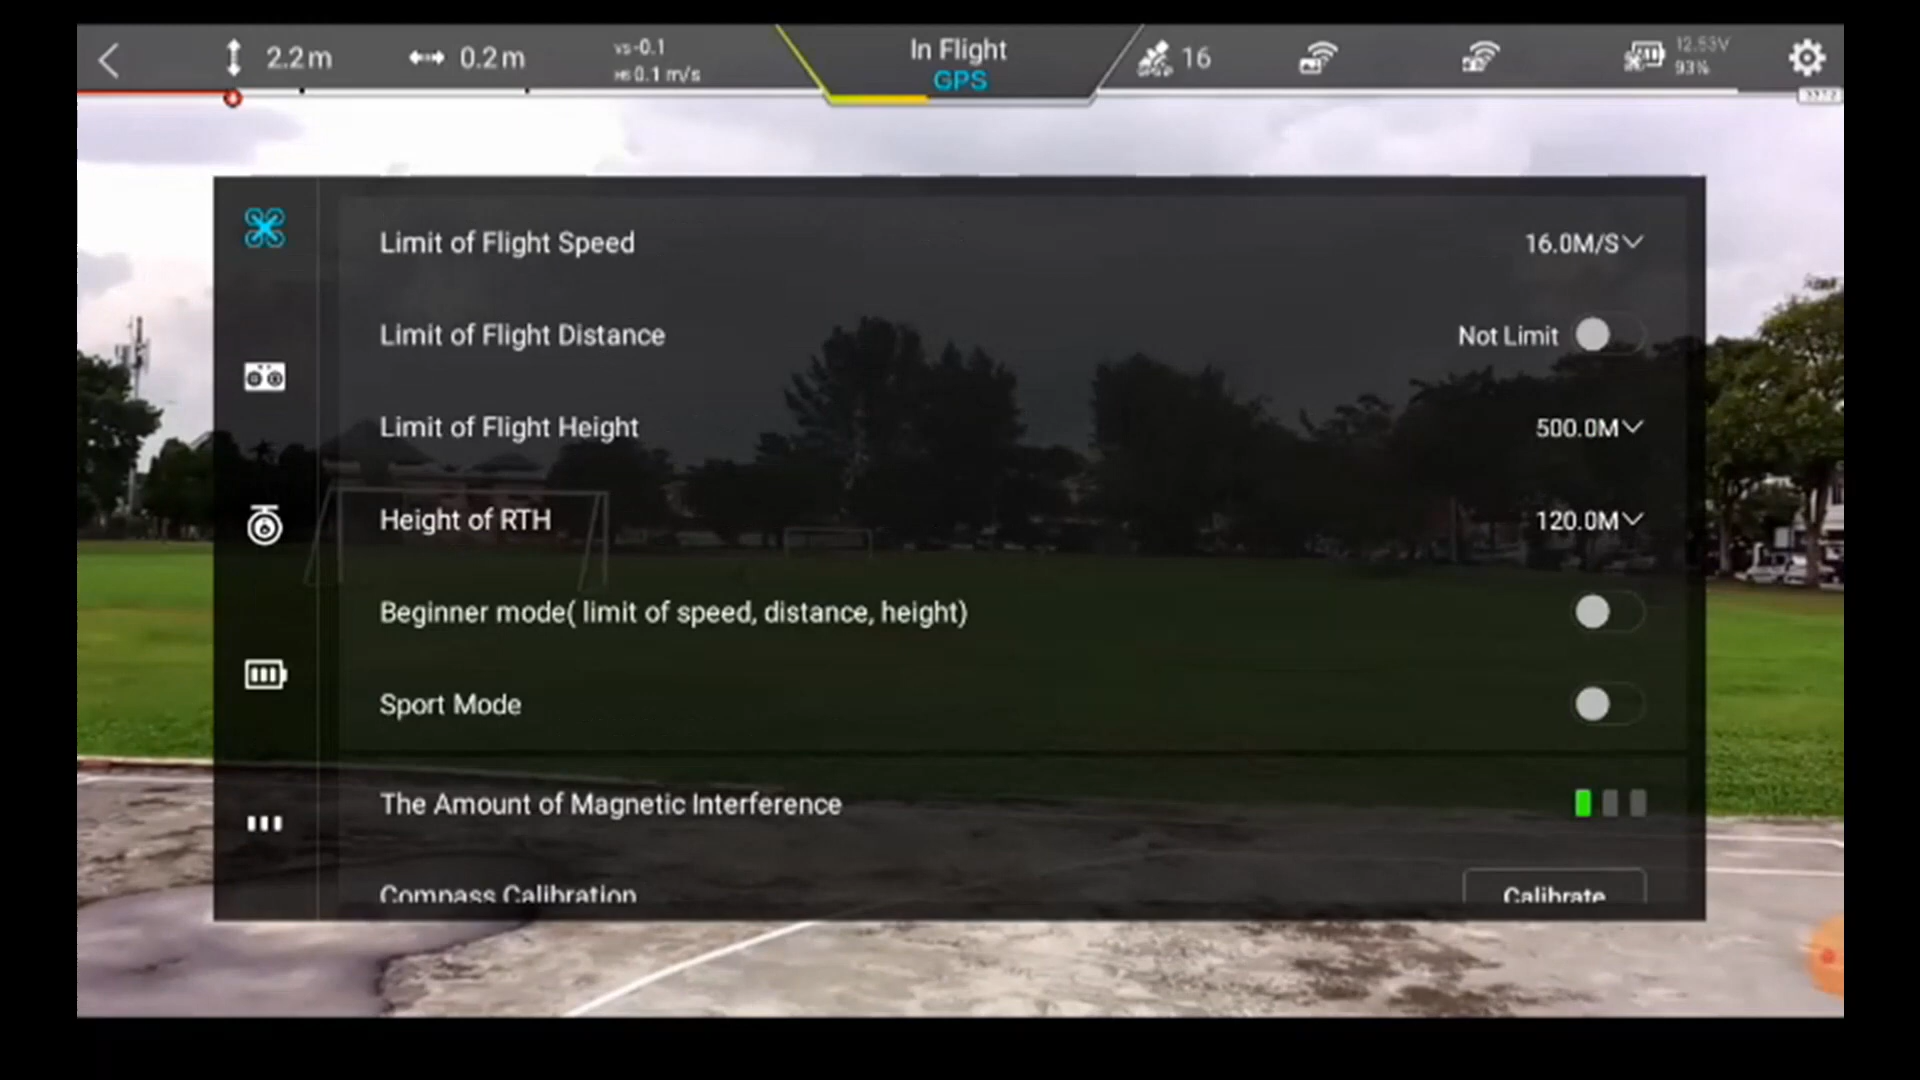 2.2m
0.2m
VS-0.1
HS0.1 m/s
In Flight
GPS
16
12.53V
93%
Limit of Flight Speed
16.0M/S
Limit of Flight Distance
Not Limit
Limit of Flight Height
500.0M
Height of RTH
120.0M
Beginner mode( limit of speed, distance, height)
Sport Mode
The Amount of Magnetic Interference
Compass Calibration
Calibrate